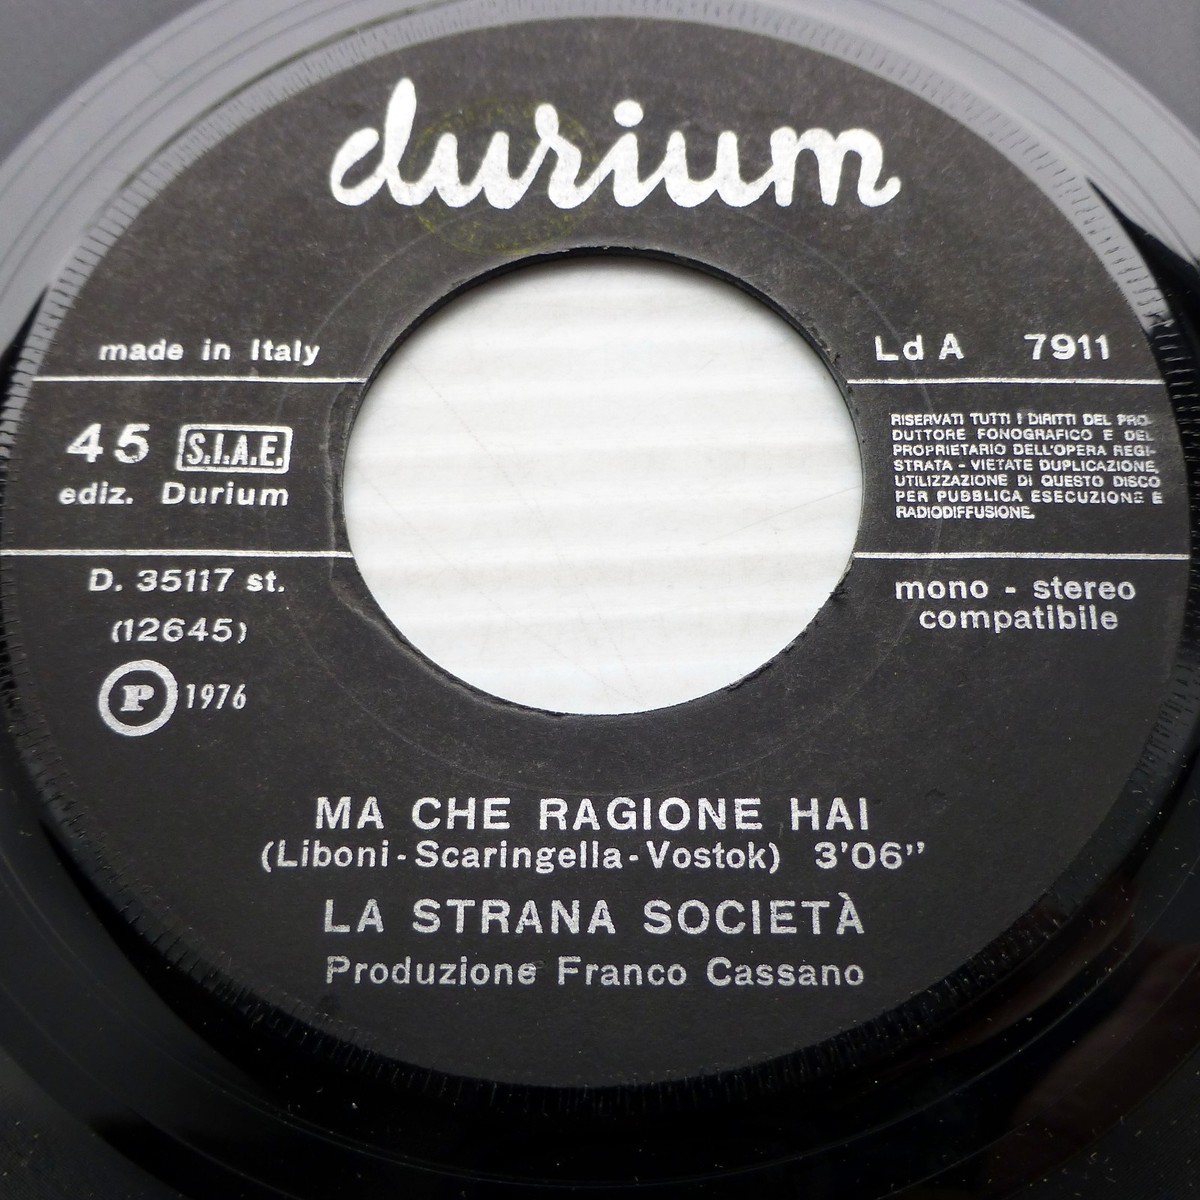 durium
made in Italy
Ld A 7911
45 S.I.A.E.
ediz. Durium
RISERVATI TUTTI I DIRITTI DEL PRO-
DUTTORE FONOGRAFICO E DEL
PROPRIETARIO DELL'OPERA REGI-
STRATA - VIETATE DUPLICAZIONE,
UTILIZZAZIONE DI QUESTO DISCO
PER PUBBLICA ESECUZIONE E
RADIODIFFUSIONE.
D. 35117 st.
(12645)
P 1976
mono - stereo
compatibile
MA CHE RAGIONE HAI
(Liboni - Scaringella - Vostok) 3'06"
LA STRANA SOCIETÀ
Produzione Franco Cassano